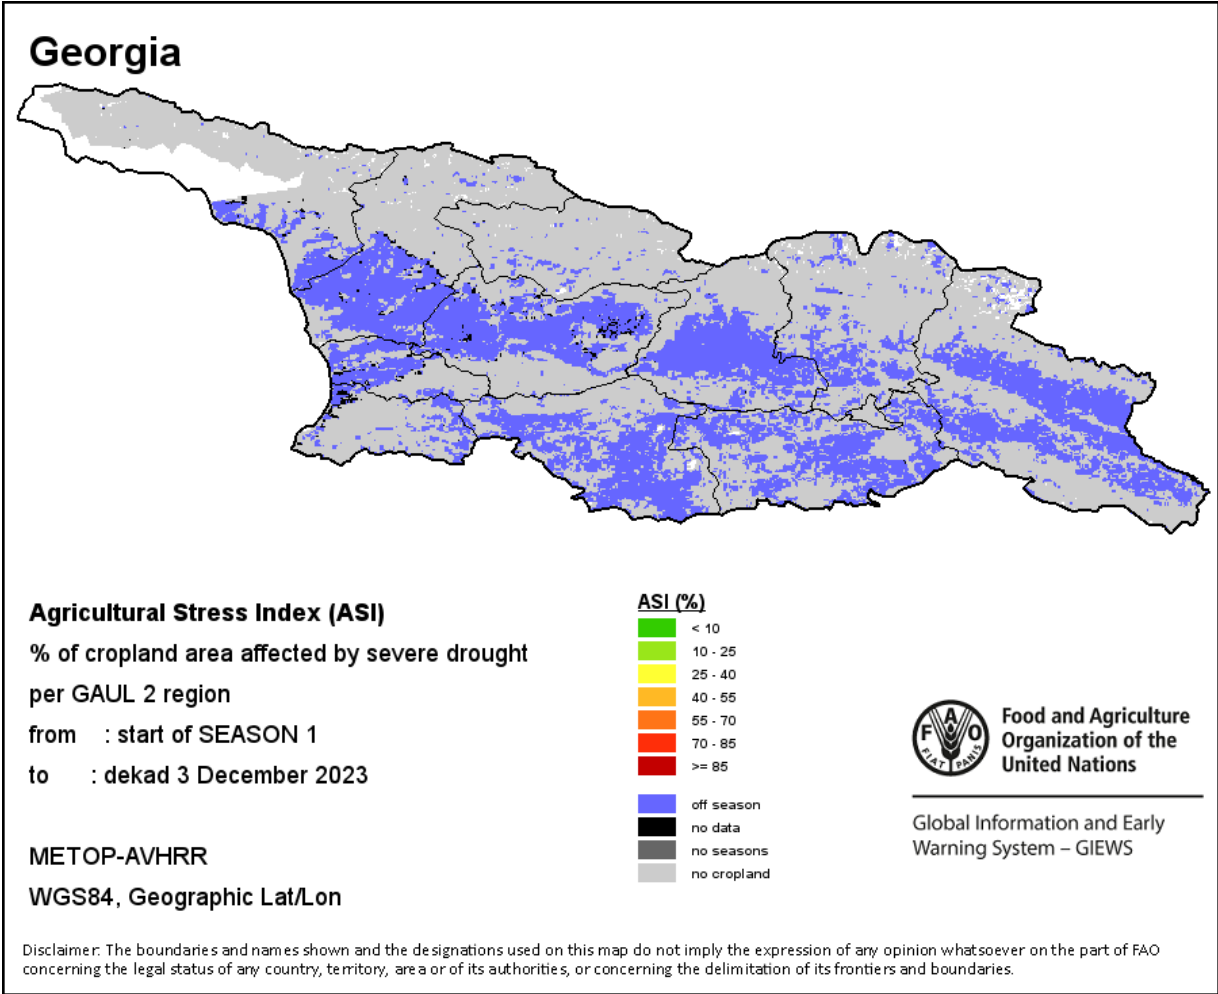 Georgia
Agricultural Stress Index (ASI)
% of cropland area affected by severe drought
per GAUL 2 region
from : start of SEASON 1
to : dekad 3 December 2023
METOP-AVHRR
WGS84, Geographic Lat/Lon
ASI (%)
< 10
10 - 25
25 - 40
40 - 55
55 - 70
70 - 85
>= 85
off season
no data
no seasons
no cropland
F A O
FIAT PANIS
Food and Agriculture
Organization of the
United Nations
Global Information and Early
Warning System – GIEWS
Disclaimer: The boundaries and names shown and the designations used on this map do not imply the expression of any opinion whatsoever on the part of FAO
concerning the legal status of any country, territory, area or of its authorities, or concerning the delimitation of its frontiers and boundaries.